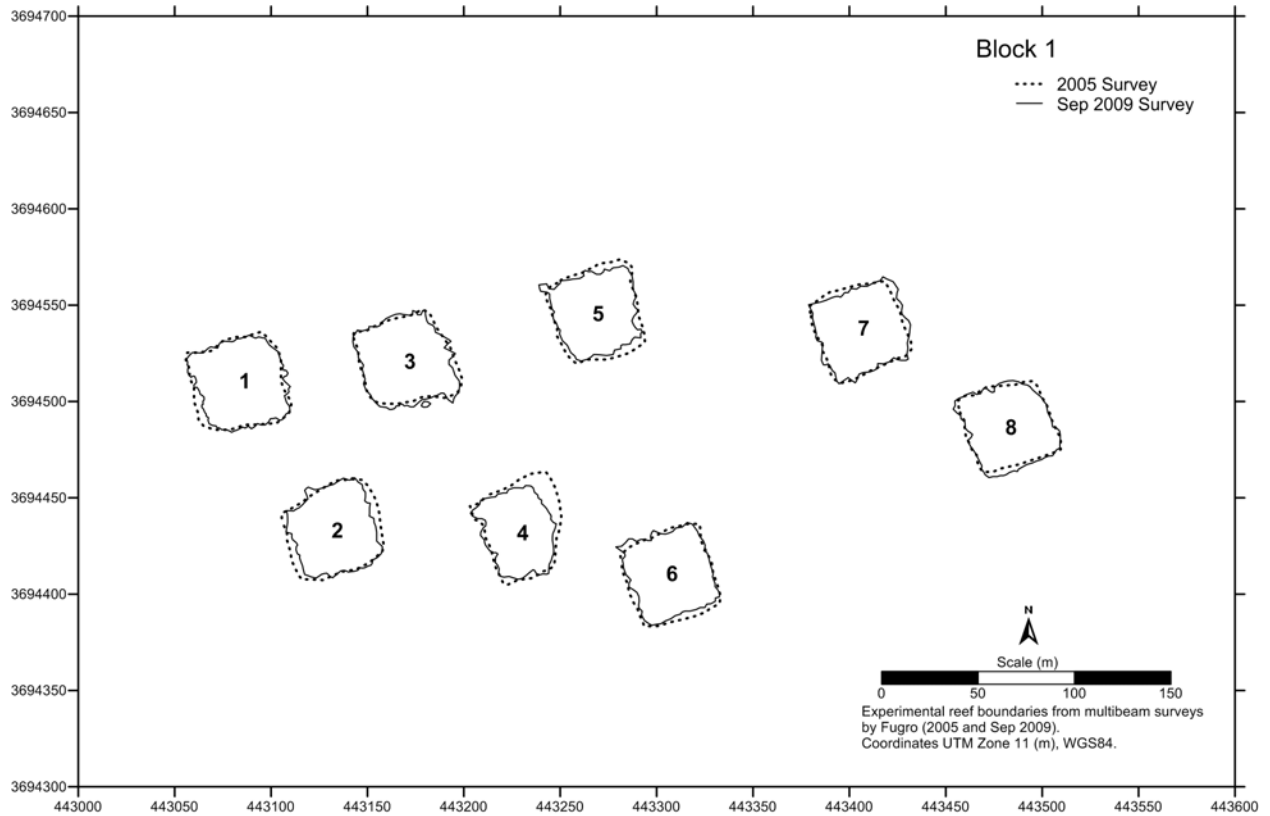 3694700
Block 1
2005 Survey
Sep 2009 Survey
3694650
3694600
5
3694550
7
3
1
3694500
8
3694450
2
4
6
3694400
N
Scale (m)
3694350
0 50 100 150
Experimental reef boundaries from multibeam surveys
by Fugro (2005 and Sep 2009).
Coordinates UTM Zone 11 (m), WGS84.
3694300
443000 443050 443100 443150 443200 443250 443300 443350 443400 443450 443500 443550 443600